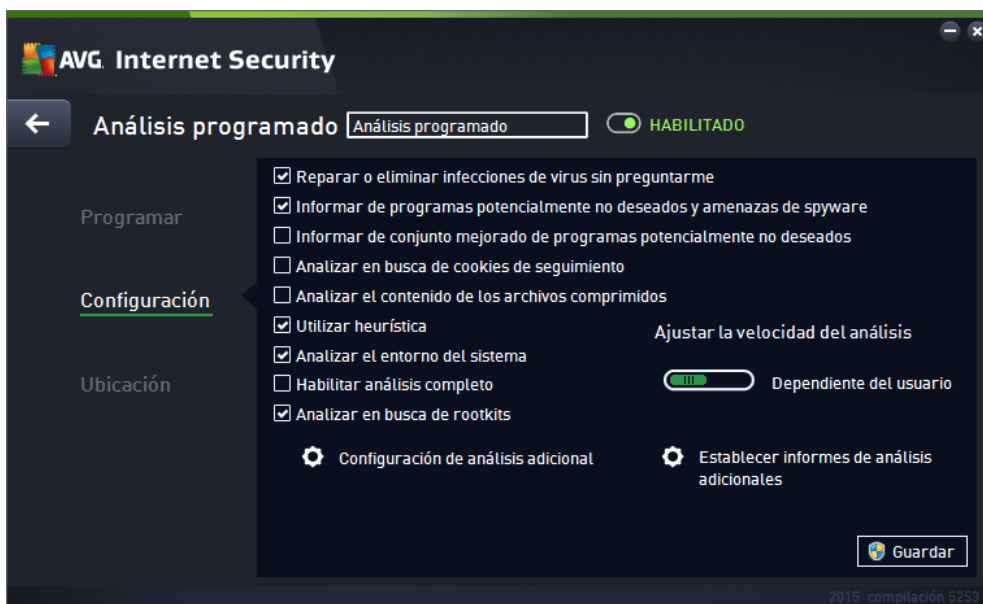 AVG. Internet Security
Análisis programado
Análisis programado
HABILITADO
Programar
Configuración
Ubicación
Reparar o eliminar infecciones de virus sin preguntarme
Informar de programas potencialmente no deseados y amenazas de spyware
Informar de conjunto mejorado de programas potencialmente no deseados
Analizar en busca de cookies de seguimiento
Analizar el contenido de los archivos comprimidos
Utilizar heurística
Analizar el entorno del sistema
Habilitar análisis completo
Analizar en busca de rootkits
Ajustar la velocidad del análisis
Dependiente del usuario
Configuración de análisis adicional
Establecer informes de análisis
adicionales
Guardar
2015 compilación 5253